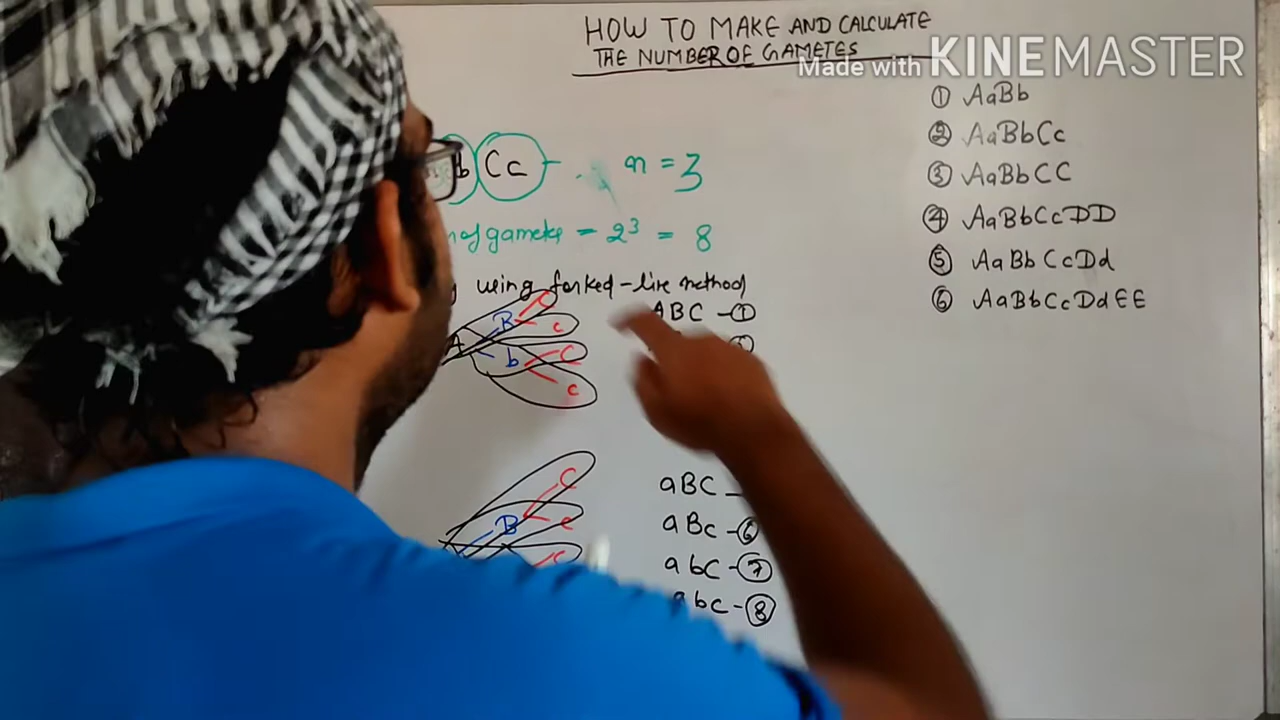 HOW TO MAKE AND CALCULATE
THE NUMBER OF GAMETES
Made with KINEMASTER
① AaBb
② AaBbCc
③ AaBbCC
④ AaBbCcDD
⑤ AaBbCcDd
⑥ AaBbCcDdEE
b Cc n = 3
of gametes = 2³ = 8
using forked-line method
A B C c
b C c
ABC - ①
B C c
C
aBC -
aBc - ⑥
abC - ⑦
abc - ⑧